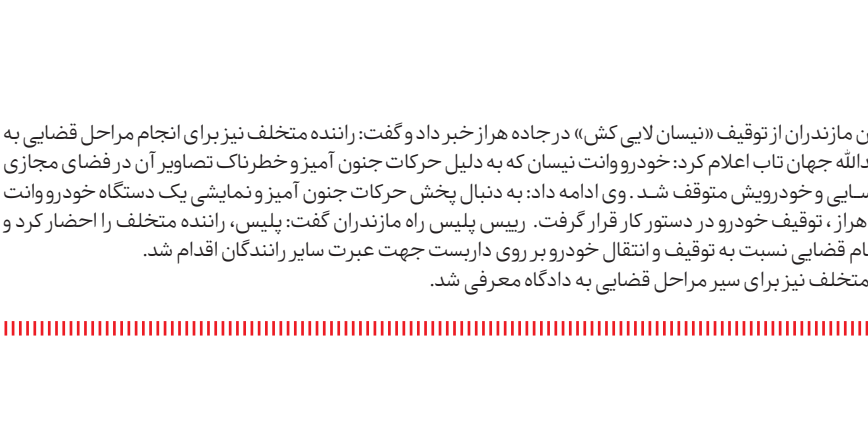 مازندران از توقیف «نیسان لایی کش» در جاده هراز خبر داد و گفت: راننده متخلف نیز برای انجام مراحل قضایی به
جهان تاب اعلام کرد: خودرو وانت نیسان که به دلیل حرکات جنون آمیز و خطرناک تصاویر آن در فضای مجازی
و خودرویش متوقف شد. وی ادامه داد: به دنبال پخش حرکات جنون آمیز و نمایشی یک دستگاه خودرو وانت
هراز، توقیف خودرو در دستور کار قرار گرفت. رییس پلیس راه مازندران گفت: پلیس، راننده متخلف را احضار کرد و
قضایی نسبت به توقیف و انتقال خودرو بر روی داربست جهت عبرت سایر رانندگان اقدام شد.
متخلف نیز برای سیر مراحل قضایی به دادگاه معرفی شد.